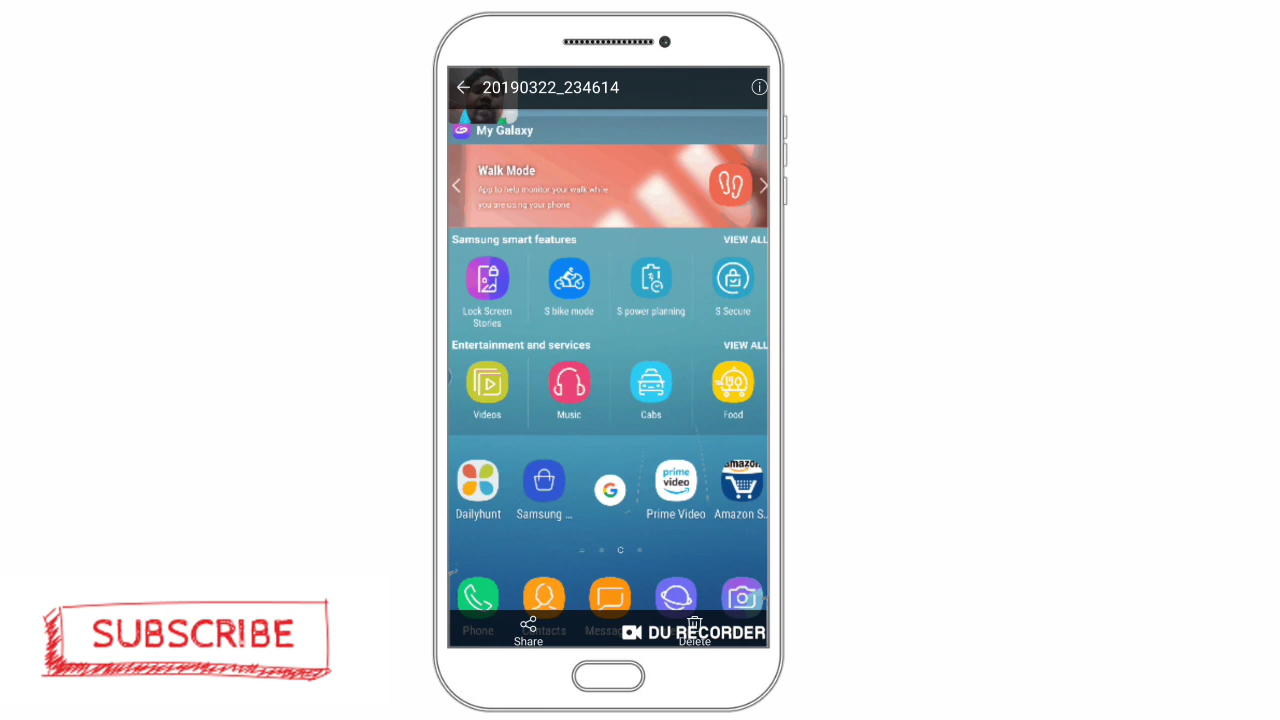 20190322_234614
My Galaxy
Walk Mode
App to help monitor your walk while
you are using your phone
Samsung smart features VIEW ALL
Lock Screen Stories
S bike mode
S power planning
S Secure
Entertainment and services VIEW ALL
Videos
Music
Cabs
Food
prime video
amazon
Dailyhunt
Samsung ...
Prime Video
Amazon S..
Phone
Contacts
Messa
DU RECORDER
Share
Delete
SUBSCRIBE